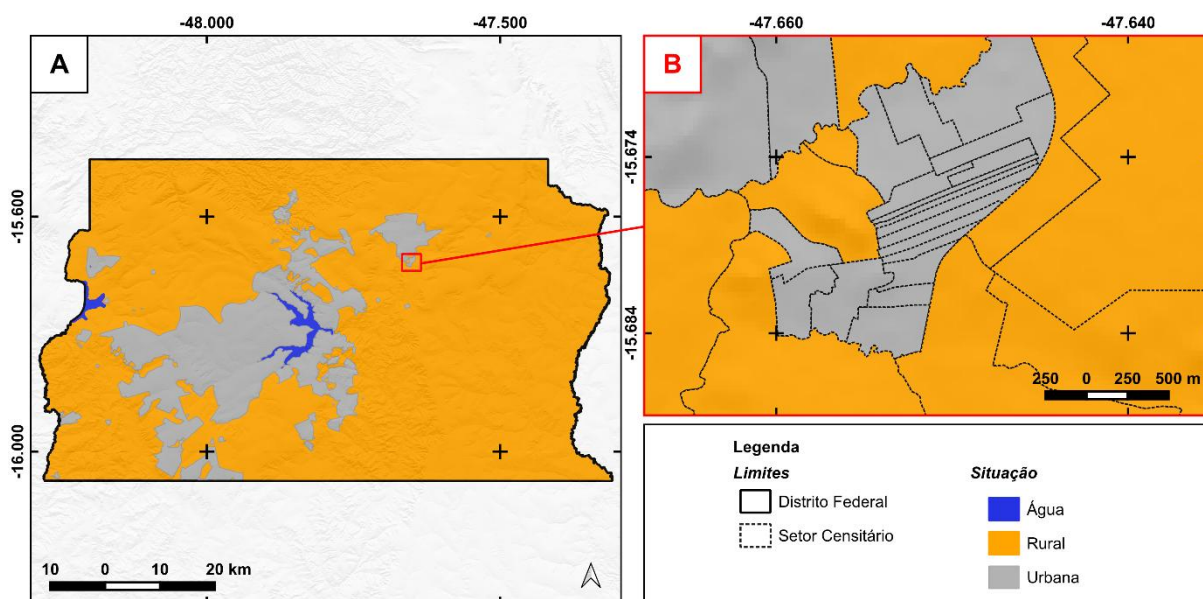 -48.000
-47.500
A
-15.600
-16.000
10 0 10 20 km
-47.660
-47.640
B
-15.674
-15.684
250 0 250 500 m
Legenda
Limites
Distrito Federal
Setor Censitário
Situação
Água
Rural
Urbana